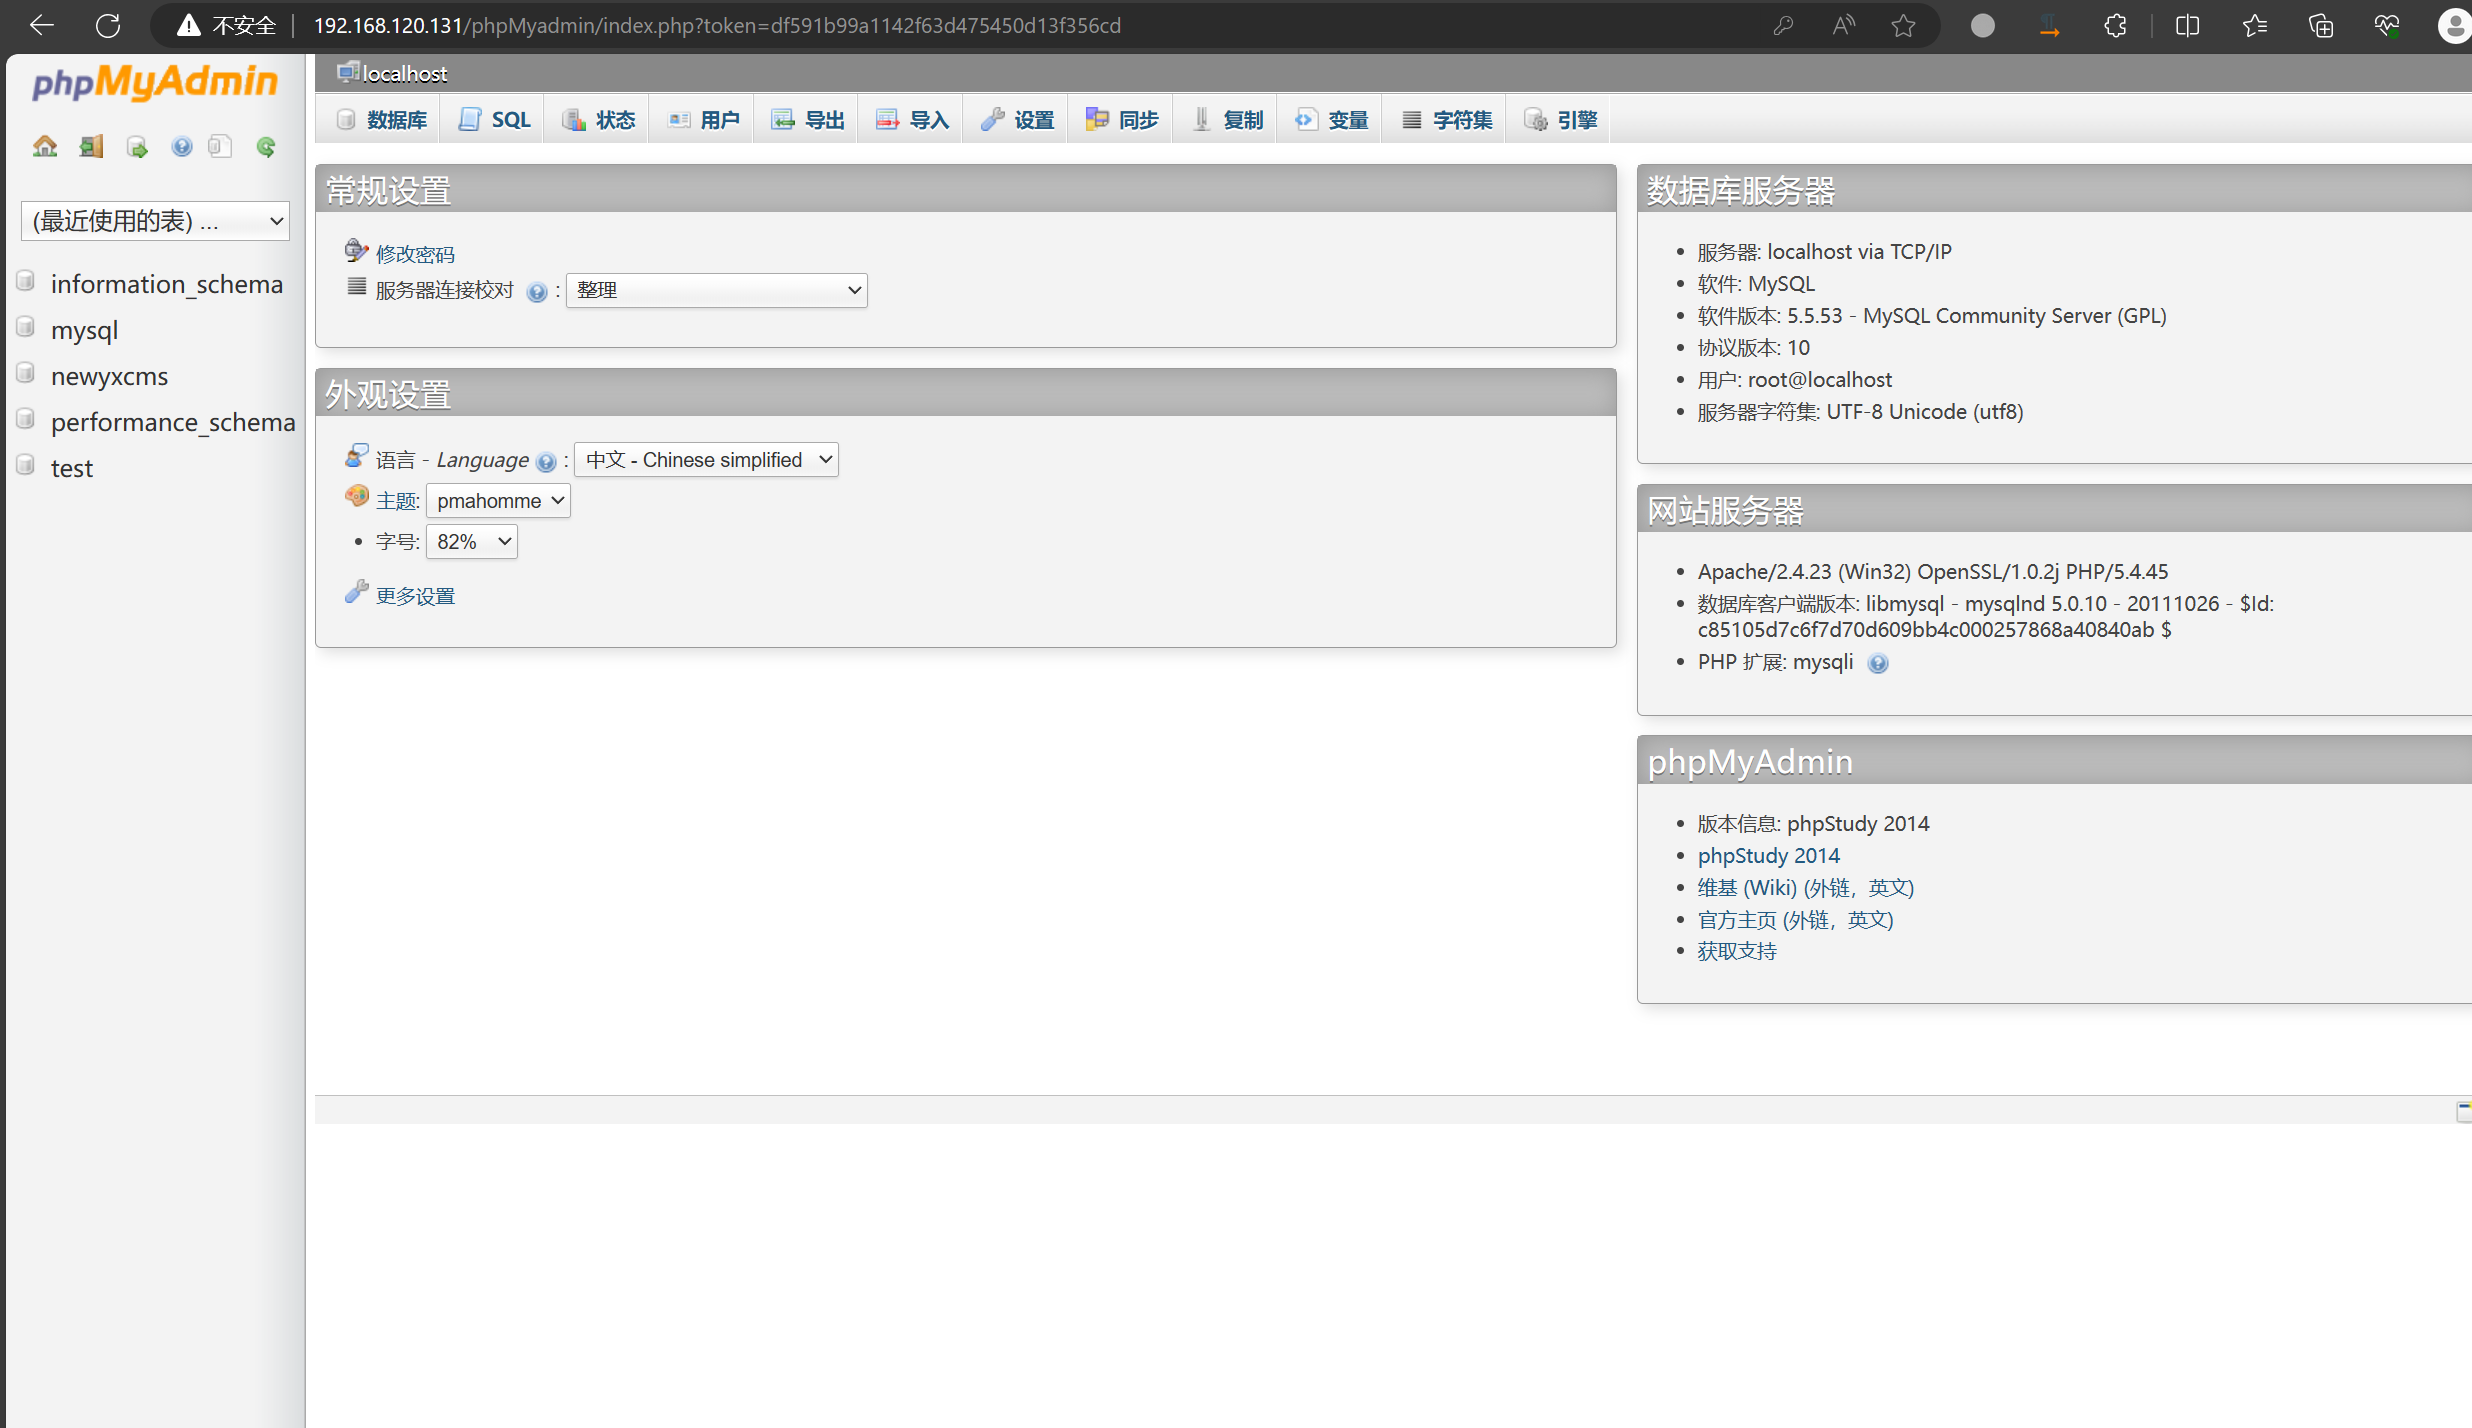 不安全 192.168.120.131/phpMyadmin/index.php?token=df591b99a1142f63d475450d13f356cd
phpMyAdmin
(最近使用的表) ...
information_schema
mysql
newyxcms
performance_schema
test
localhost
数据库 SQL 状态 用户 导出 导入 设置 同步 复制 变量 字符集 引擎
常规设置
修改密码
服务器连接校对 : 整理
外观设置
语言 - Language : 中文 - Chinese simplified
主题: pmahomme
字号: 82%
更多设置
数据库服务器
服务器: localhost via TCP/IP
软件: MySQL
软件版本: 5.5.53 - MySQL Community Server (GPL)
协议版本: 10
用户: root@localhost
服务器字符集: UTF-8 Unicode (utf8)
网站服务器
Apache/2.4.23 (Win32) OpenSSL/1.0.2j PHP/5.4.45
数据库客户端版本: libmysql - mysqlnd 5.0.10 - 20111026 - $Id:
c85105d7c6f7d70d609bb4c000257868a40840ab $
PHP 扩展: mysqli
phpMyAdmin
版本信息: phpStudy 2014
phpStudy 2014
维基 (Wiki) (外链，英文)
官方主页 (外链，英文)
获取支持